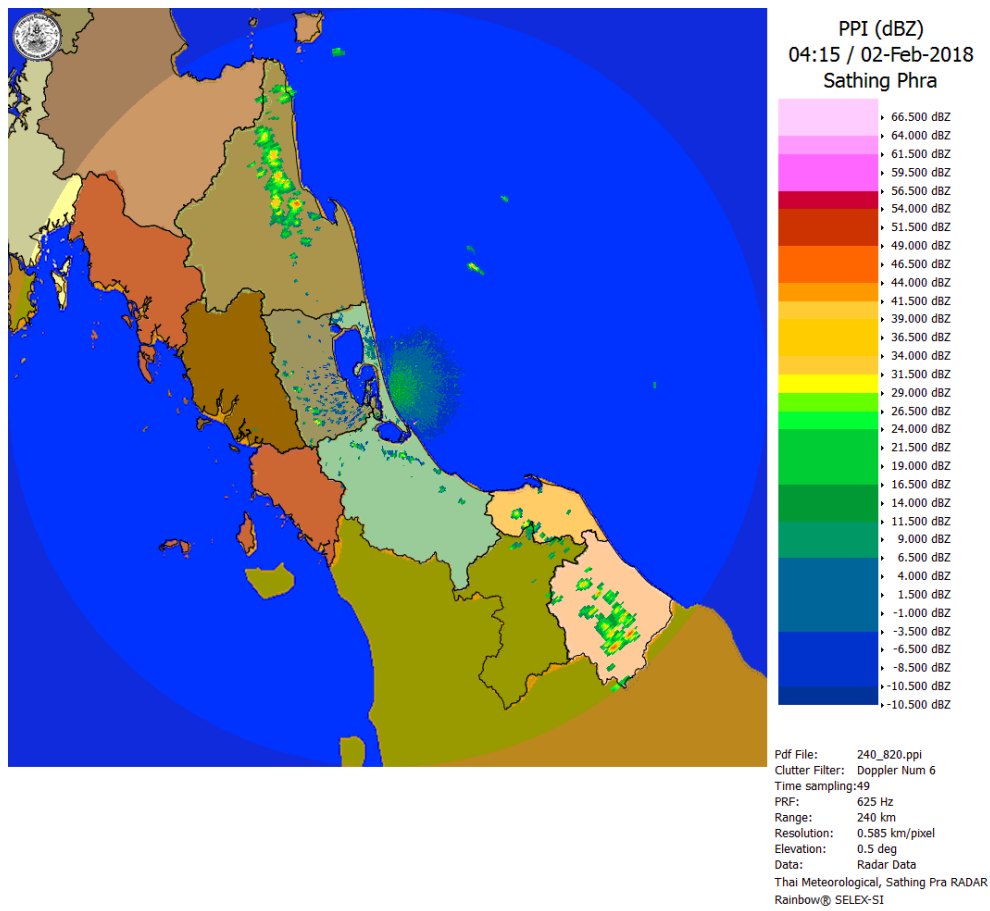 PPI (dBZ)
04:15 / 02-Feb-2018
Sathing Phra
66.500 dBZ
64.000 dBZ
61.500 dBZ
59.500 dBZ
56.500 dBZ
54.000 dBZ
51.500 dBZ
49.000 dBZ
46.500 dBZ
44.000 dBZ
41.500 dBZ
39.000 dBZ
36.500 dBZ
34.000 dBZ
31.500 dBZ
29.000 dBZ
26.500 dBZ
24.000 dBZ
21.500 dBZ
19.000 dBZ
16.500 dBZ
14.000 dBZ
11.500 dBZ
9.000 dBZ
6.500 dBZ
4.000 dBZ
1.500 dBZ
-1.000 dBZ
-3.500 dBZ
-6.500 dBZ
-8.500 dBZ
-10.500 dBZ
-10.500 dBZ
Pdf File: 240_820.ppi
Clutter Filter: Doppler Num 6
Time sampling:49
PRF: 625 Hz
Range: 240 km
Resolution: 0.585 km/pixel
Elevation: 0.5 deg
Data: Radar Data
Thai Meteorological, Sathing Pra RADAR
Rainbow® SELEX-SI